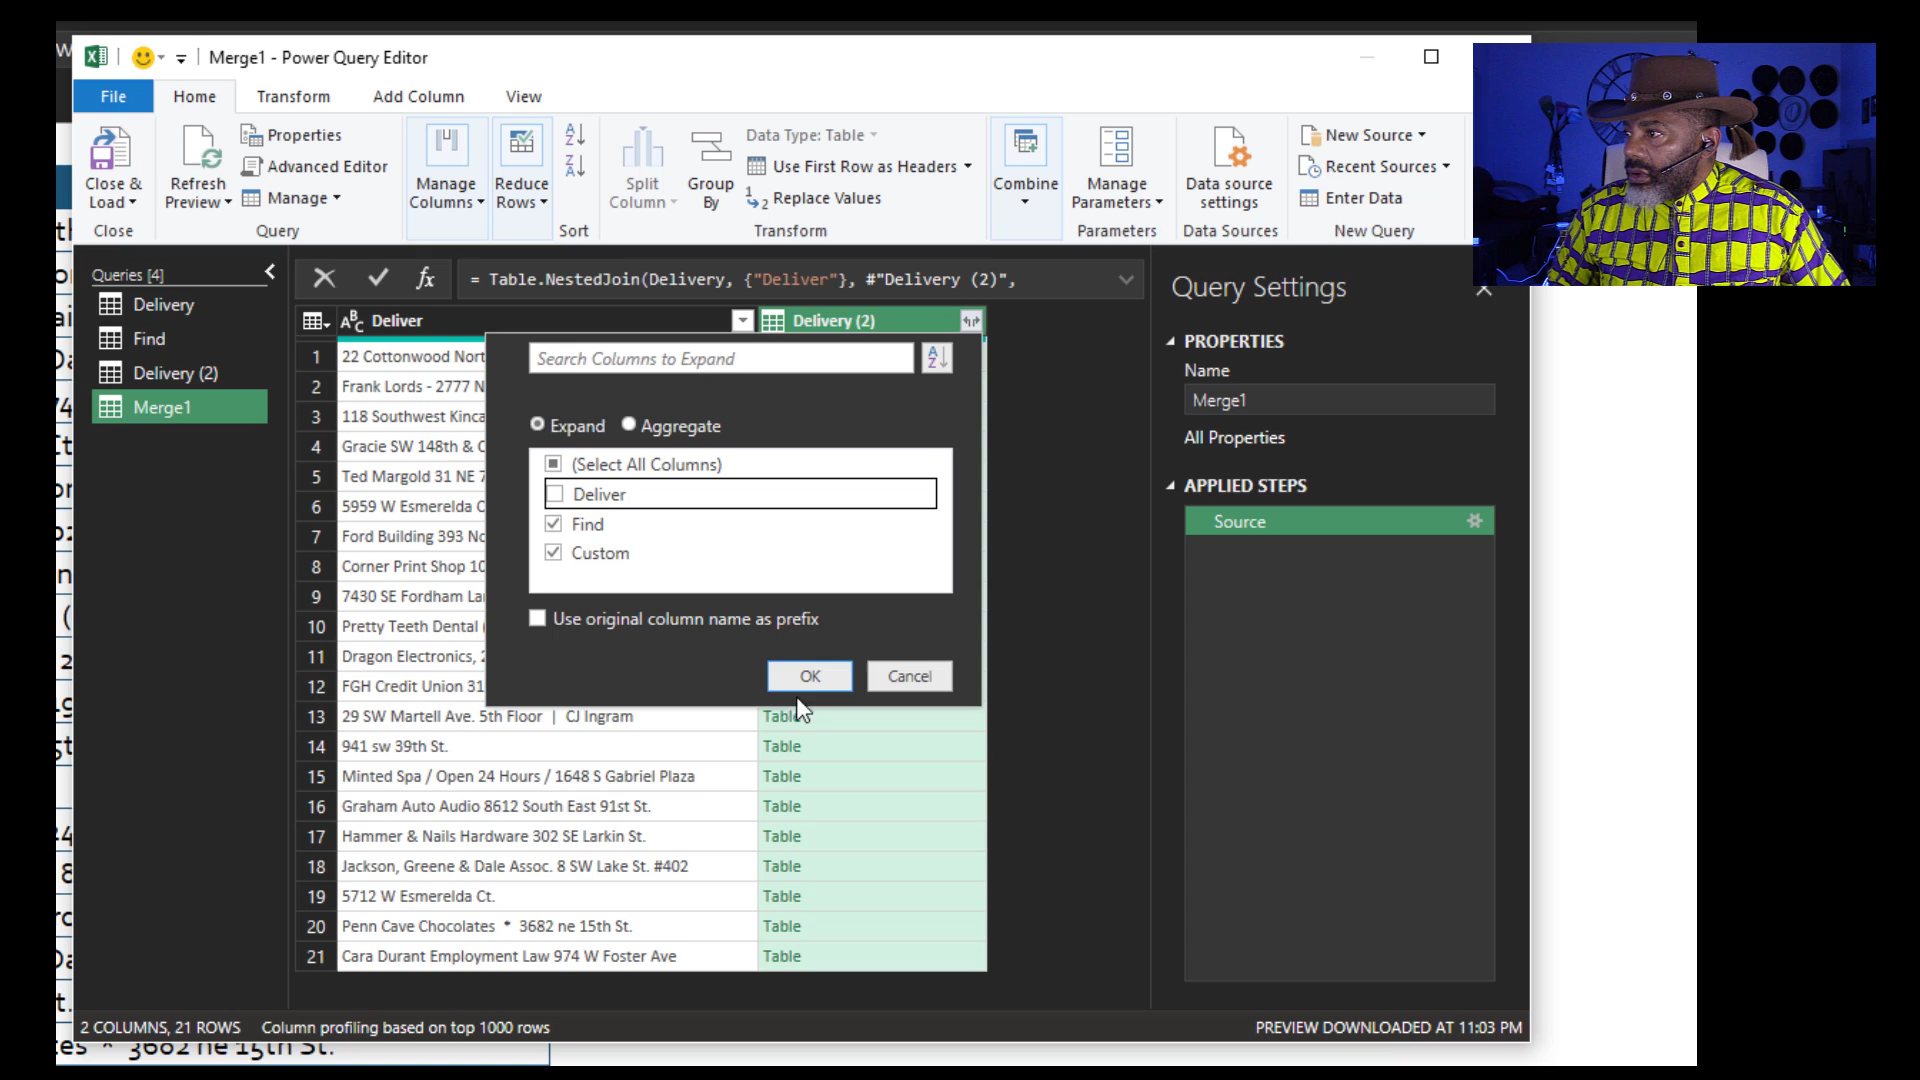 Merge1 - Power Query Editor
File Home Transform Add Column View
Close & Load
Close
Refresh Preview
Properties
Advanced Editor
Manage
Query
Manage Columns
Reduce Rows
Sort
Split Column
Group By
Data Type: Table
Use First Row as Headers
1 2 Replace Values
Transform
Combine
Manage Parameters
Parameters
Data source settings
Data Sources
New Source
Recent Sources
Enter Data
New Query
Queries [4]
Delivery
Find
Delivery (2)
Merge1
fx = Table.NestedJoin(Delivery, {"Deliver"}, #"Delivery (2)",
ABC Deliver Delivery (2)
1 22 Cottonwood Nort
2 Frank Lords - 2777 N
3 118 Southwest Kinca
4 Gracie SW 148th & C
5 Ted Margold 31 NE 7
6 5959 W Esmerelda C
7 Ford Building 393 No
8 Corner Print Shop 10
9 7430 SE Fordham La
10 Pretty Teeth Dental (
11 Dragon Electronics, 2
12 FGH Credit Union 31
13 29 SW Martell Ave. 5th Floor | CJ Ingram Table
14 941 sw 39th St. Table
15 Minted Spa / Open 24 Hours / 1648 S Gabriel Plaza Table
16 Graham Auto Audio 8612 South East 91st St. Table
17 Hammer & Nails Hardware 302 SE Larkin St. Table
18 Jackson, Greene & Dale Assoc. 8 SW Lake St. #402 Table
19 5712 W Esmerelda Ct. Table
20 Penn Cave Chocolates * 3682 ne 15th St. Table
21 Cara Durant Employment Law 974 W Foster Ave Table
Search Columns to Expand
Expand Aggregate
(Select All Columns)
Deliver
Find
Custom
Use original column name as prefix
OK Cancel
Query Settings
PROPERTIES
Name
Merge1
All Properties
APPLIED STEPS
Source
2 COLUMNS, 21 ROWS Column profiling based on top 1000 rows
PREVIEW DOWNLOADED AT 11:03 PM
* 3682 ne 15th St.